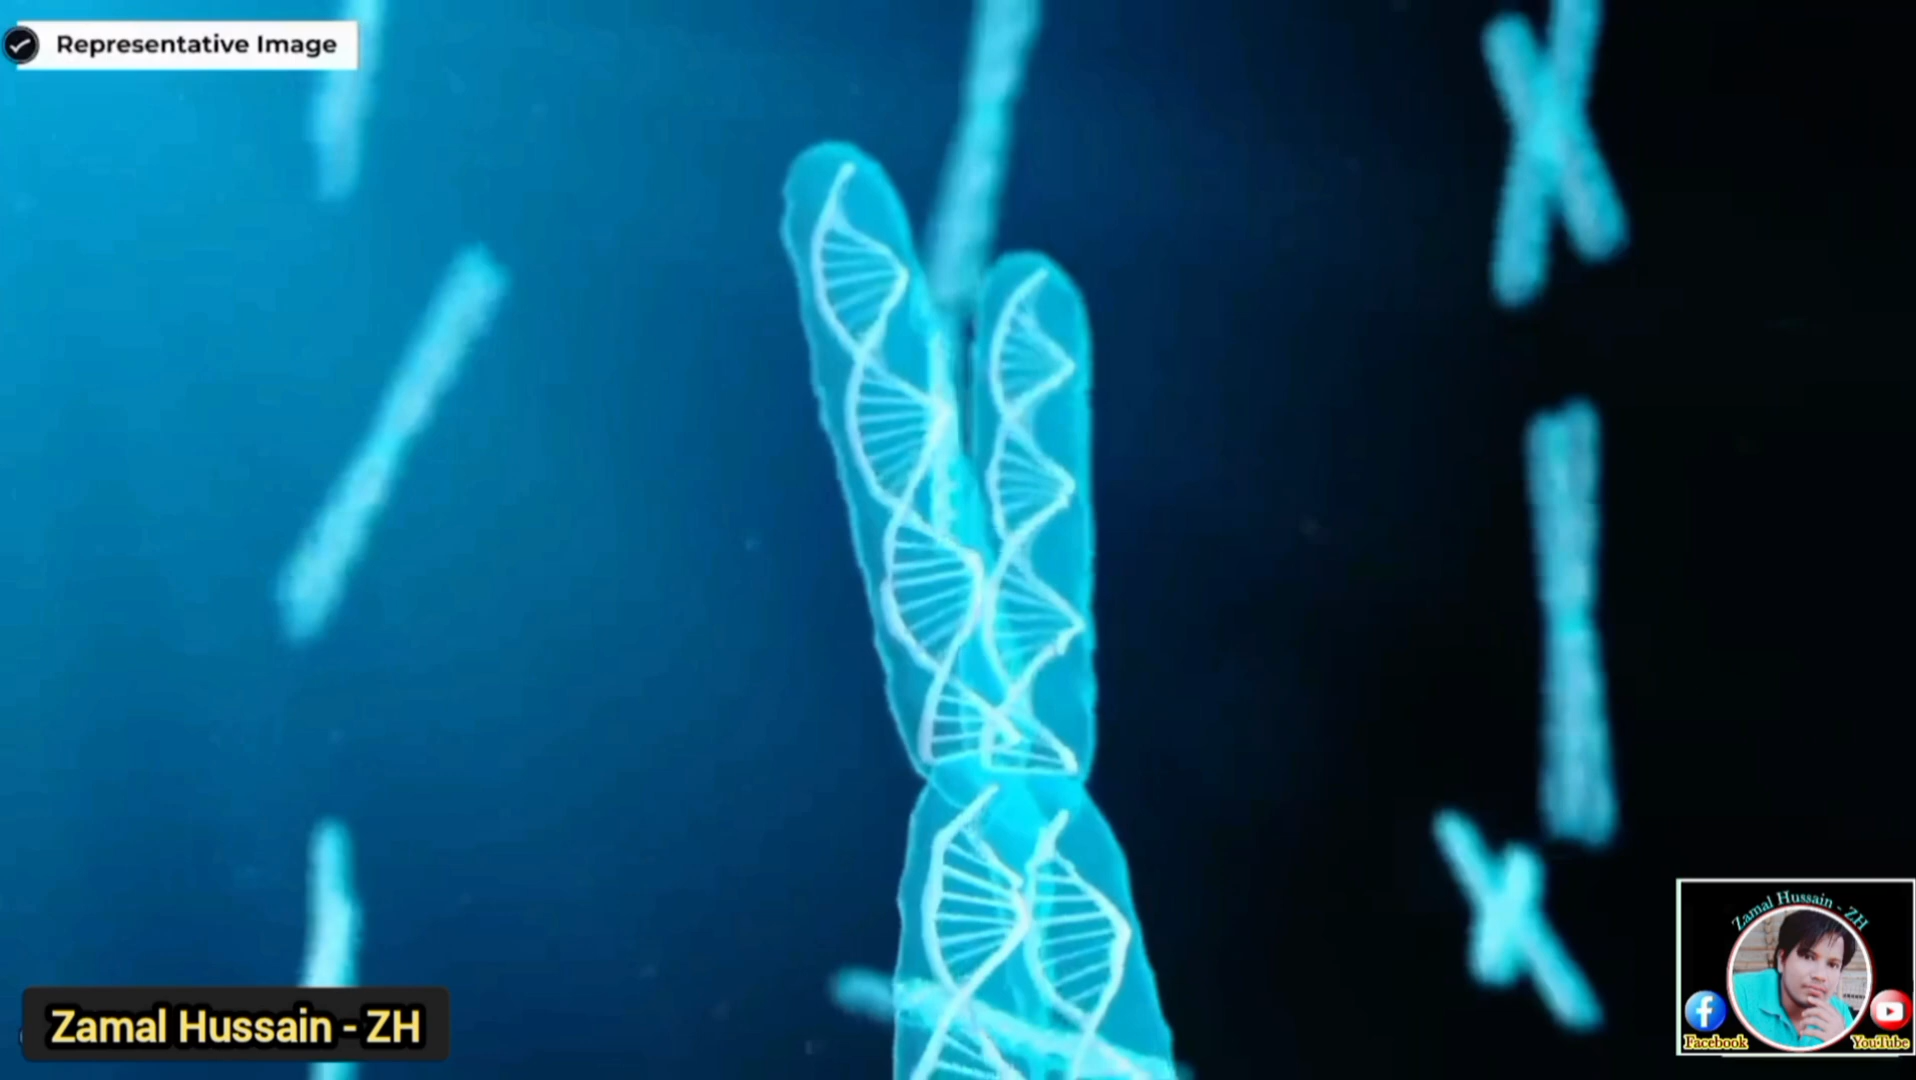 Representative Image
Zamal Hussain - ZH
Zamal Hussain - ZH
Facebook
YouTube